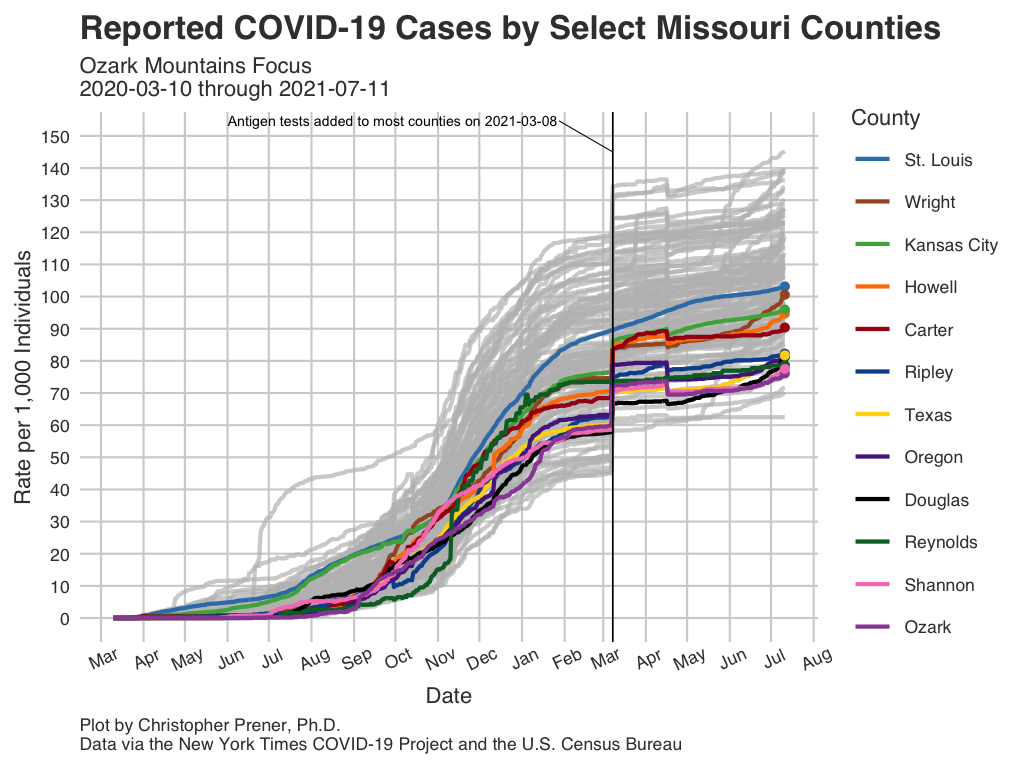 Reported COVID-19 Cases by Select Missouri Counties
Ozark Mountains Focus
2020-03-10 through 2021-07-11
Antigen tests added to most counties on 2021-03-08
Rate per 1,000 Individuals
150
140
130
120
110
100
90
80
70
60
50
40
30
20
10
0
Mar Apr May Jun Jul Aug Sep Oct Nov Dec Jan Feb Mar Apr May Jun Jul Aug
Date
County
St. Louis
Wright
Kansas City
Howell
Carter
Ripley
Texas
Oregon
Douglas
Reynolds
Shannon
Ozark
Plot by Christopher Prener, Ph.D.
Data via the New York Times COVID-19 Project and the U.S. Census Bureau